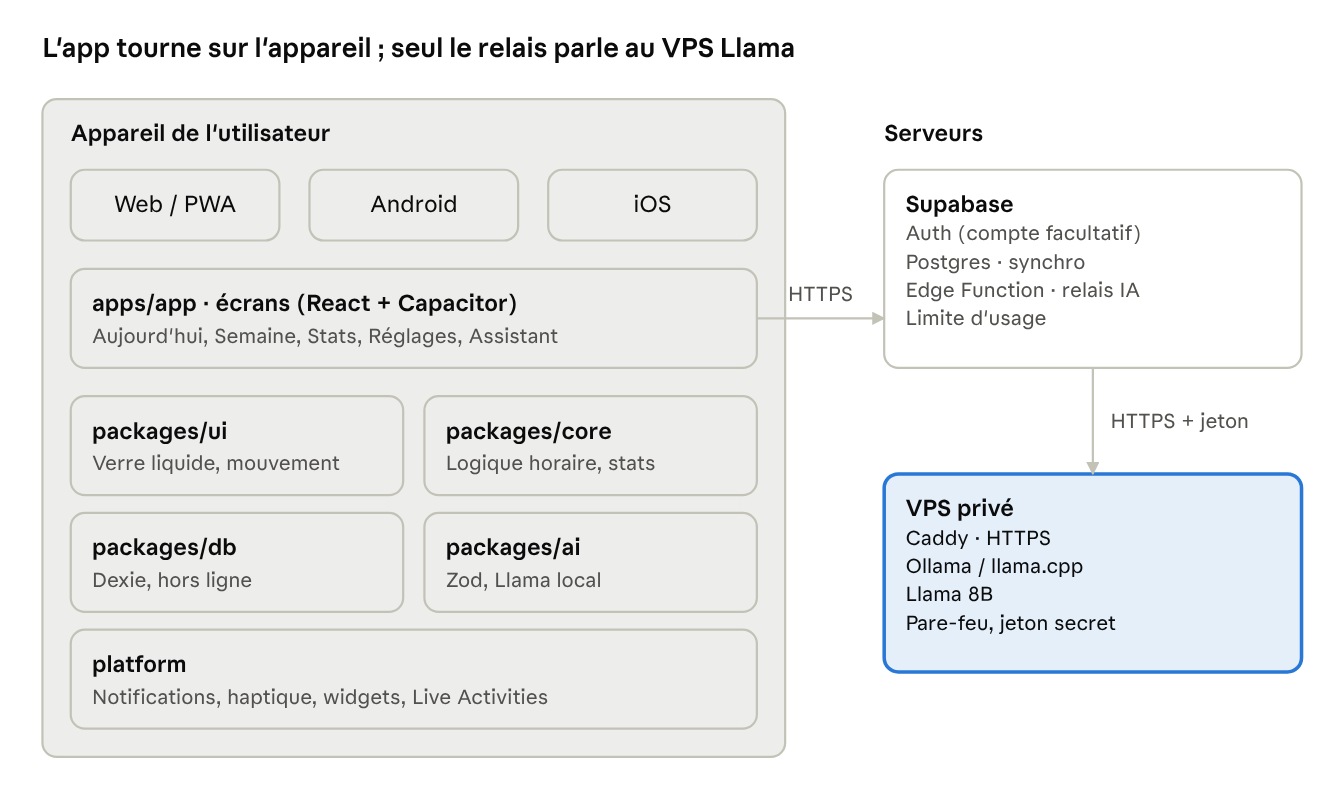 L'app tourne sur l'appareil ; seul le relais parle au VPS Llama
Appareil de l'utilisateur
Web / PWA
Android
iOS
apps/app · écrans (React + Capacitor)
Aujourd'hui, Semaine, Stats, Réglages, Assistant
packages/ui
Verre liquide, mouvement
packages/core
Logique horaire, stats
packages/db
Dexie, hors ligne
packages/ai
Zod, Llama local
platform
Notifications, haptique, widgets, Live Activities
HTTPS
Serveurs
Supabase
Auth (compte facultatif)
Postgres · synchro
Edge Function · relais IA
Limite d'usage
HTTPS + jeton
VPS privé
Caddy · HTTPS
Ollama / llama.cpp
Llama 8B
Pare-feu, jeton secret